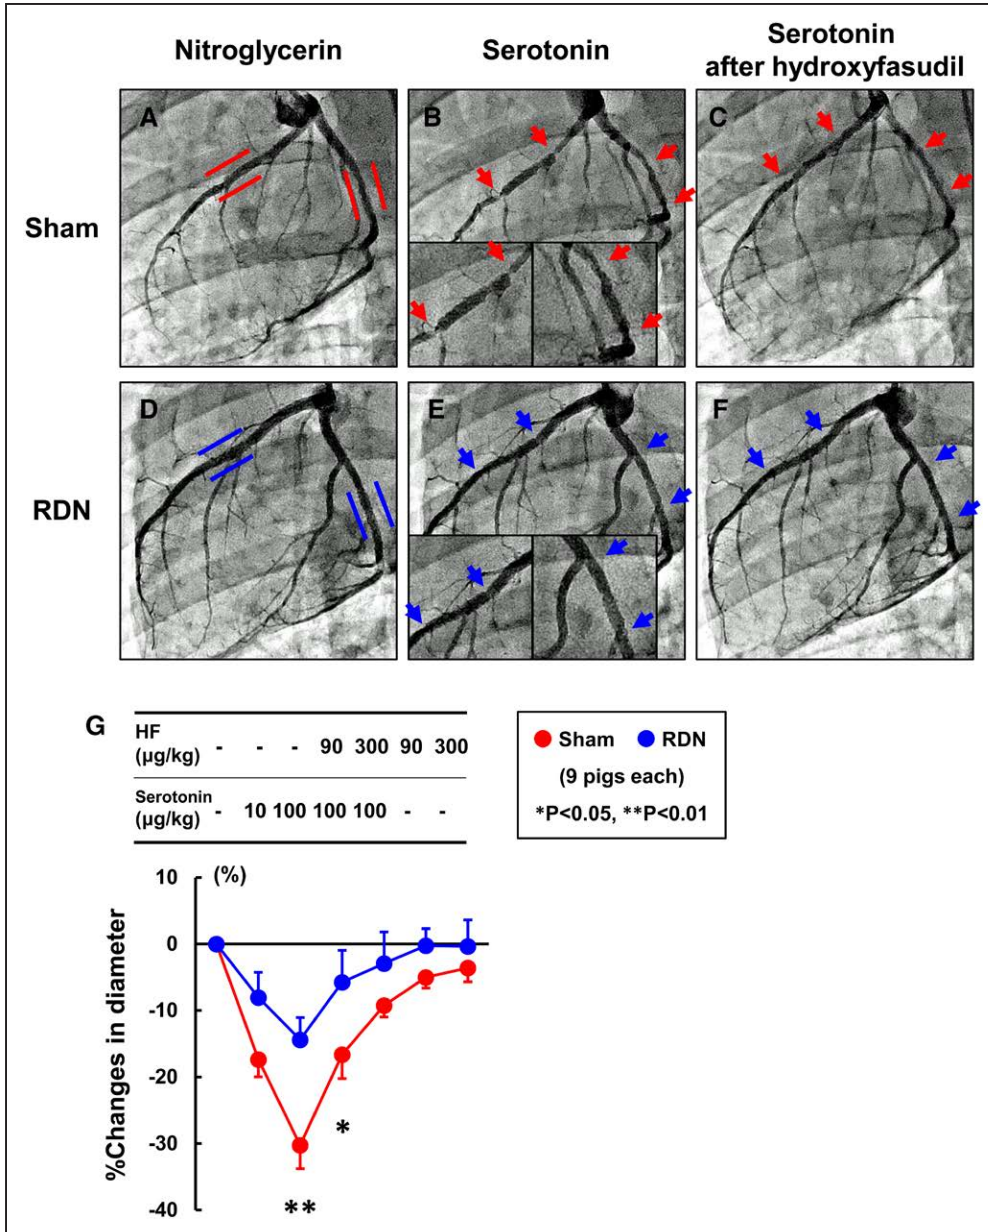 Nitroglycerin
Serotonin
Serotonin
after hydroxyfasudil
Sham
A
B
C
RDN
D
E
F
G
HF
(μg/kg) - - - 90 300 90 300
Serotonin
(μg/kg) - 10 100 100 100 - -
Sham RDN
(9 pigs each)
*P<0.05, **P<0.01
(%)
%Changes in diameter
10
0
-10
-20
-30
-40
*
**